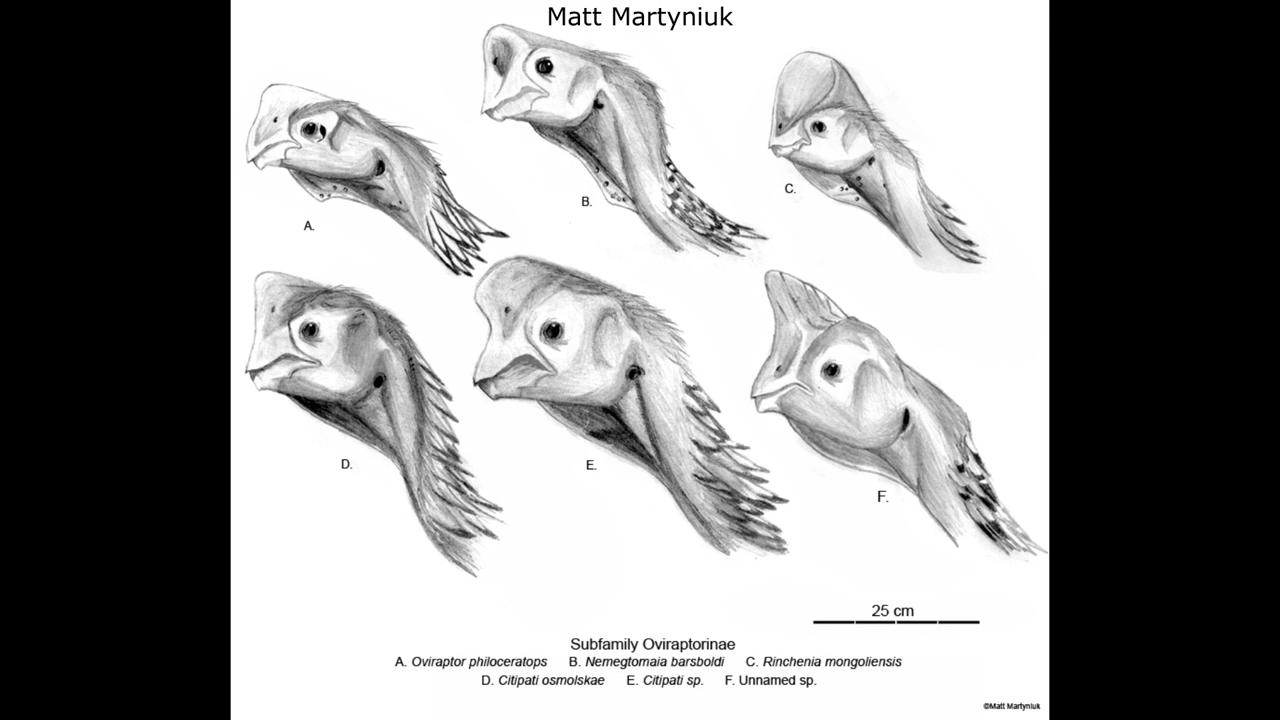 Matt Martyniuk
A.
B.
C.
D.
E.
F.
25 cm
Subfamily Oviraptorinae
A. Oviraptor philoceratops B. Nemegtomaia barsboldi C. Rinchenia mongoliensis
D. Citipati osmolskae E. Citipati sp. F. Unnamed sp.
©Matt Martyniuk